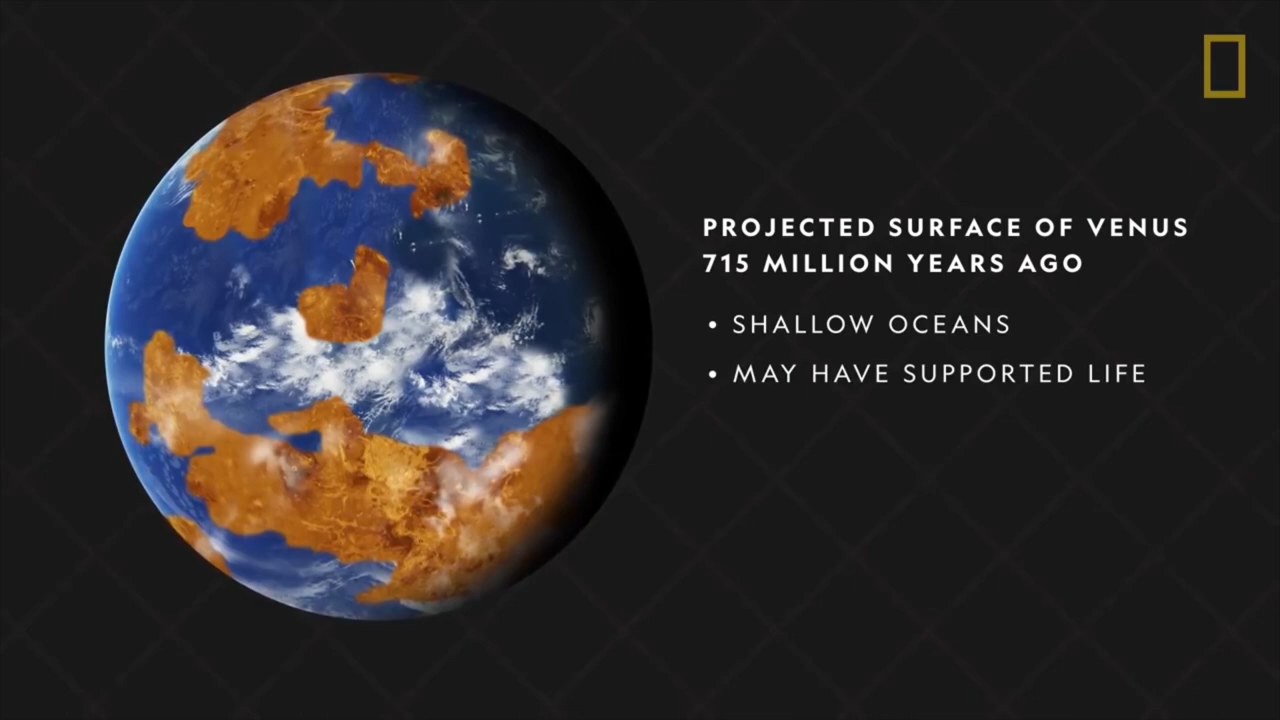 PROJECTED SURFACE OF VENUS
715 MILLION YEARS AGO
• SHALLOW OCEANS
• MAY HAVE SUPPORTED LIFE